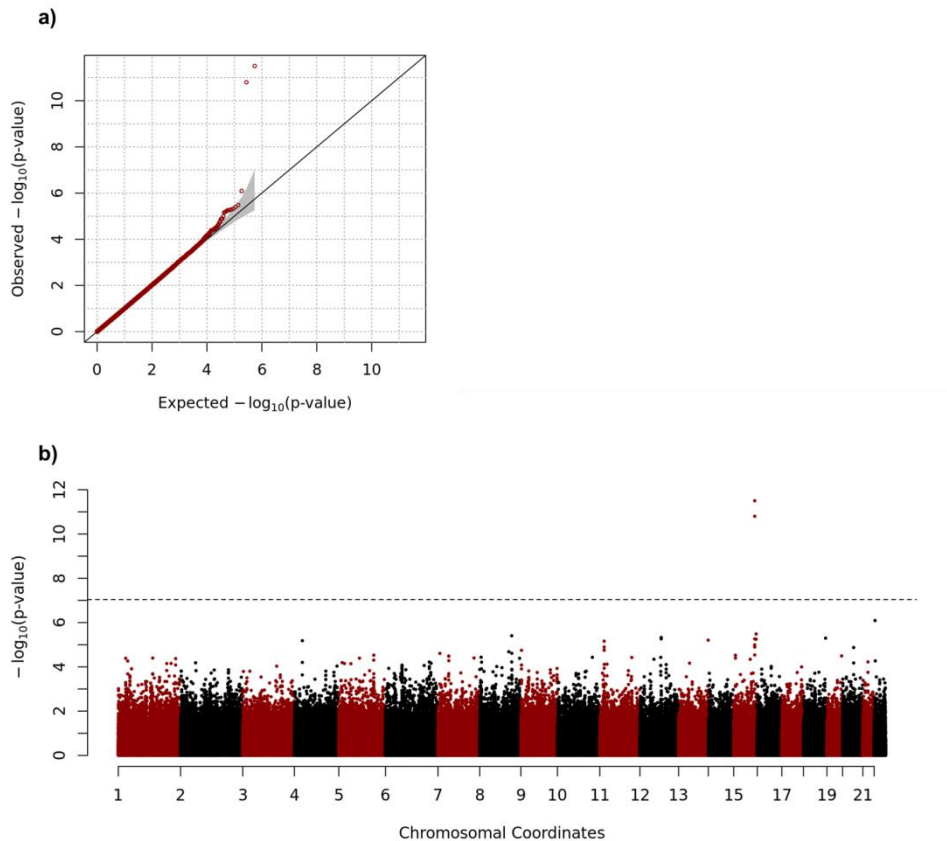 a)
Observed −log10(p-value)
10
8
6
4
2
0
0 2 4 6 8 10
Expected −log10(p-value)
b)
−log10(p-value)
12
10
8
6
4
2
0
1 2 3 4 5 6 7 8 9 10 11 12 13 15 17 19 21
Chromosomal Coordinates